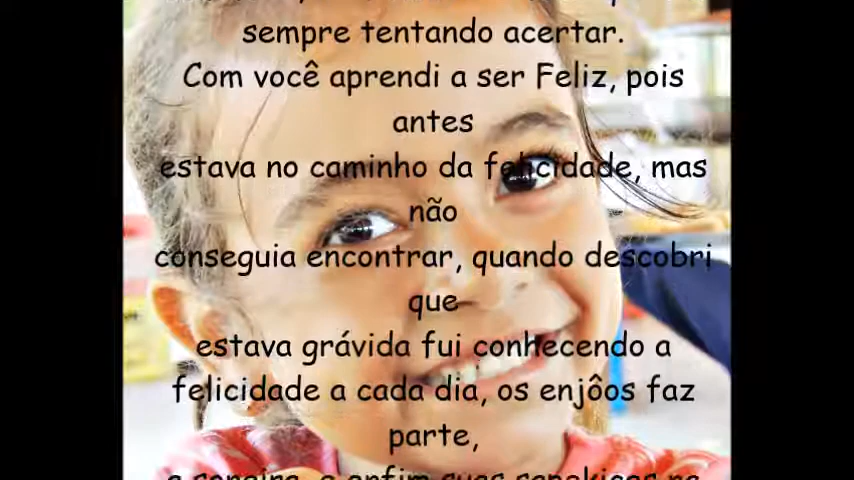 sempre tentando acertar.
Com você aprendi a ser Feliz, pois
antes
estava no caminho da felicidade, mas
não
conseguia encontrar, quando descobri
que
estava grávida fui conhecendo a
felicidade a cada dia, os enjôos faz
parte,